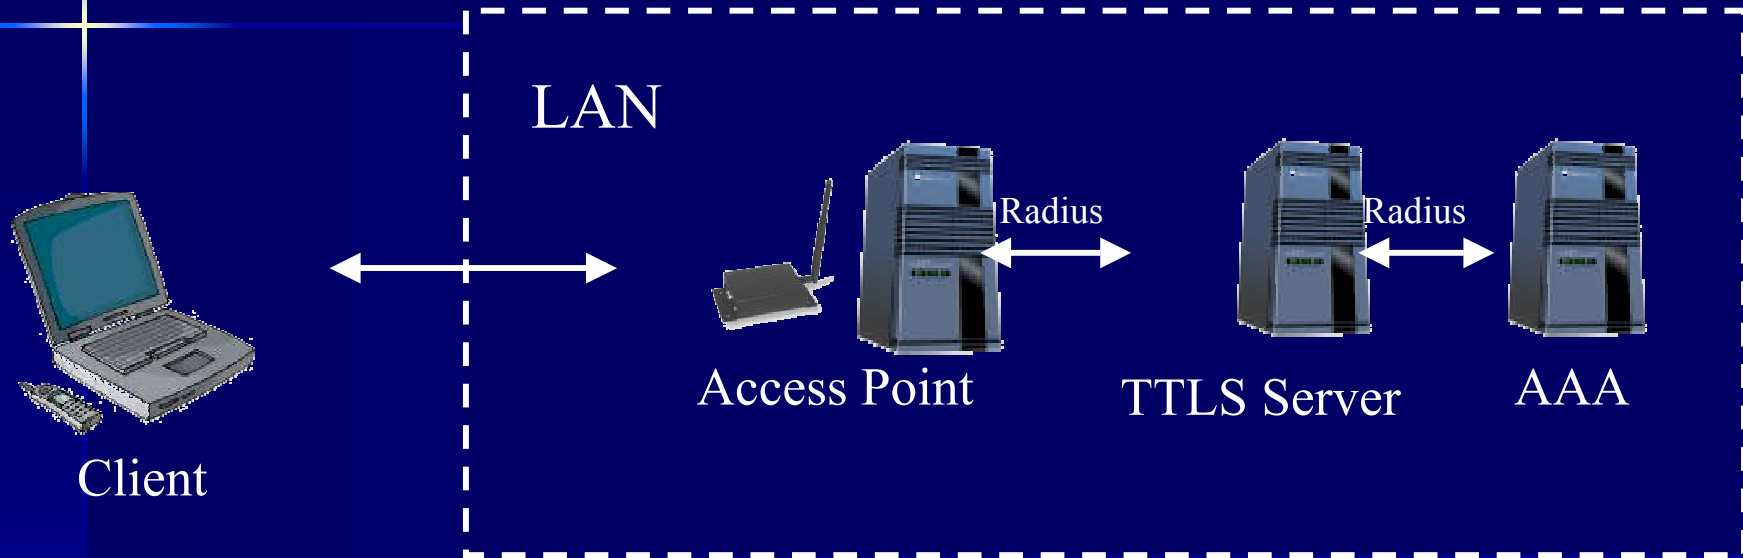 LAN
Radius
Radius
Access Point
TTLS Server
AAA
Client